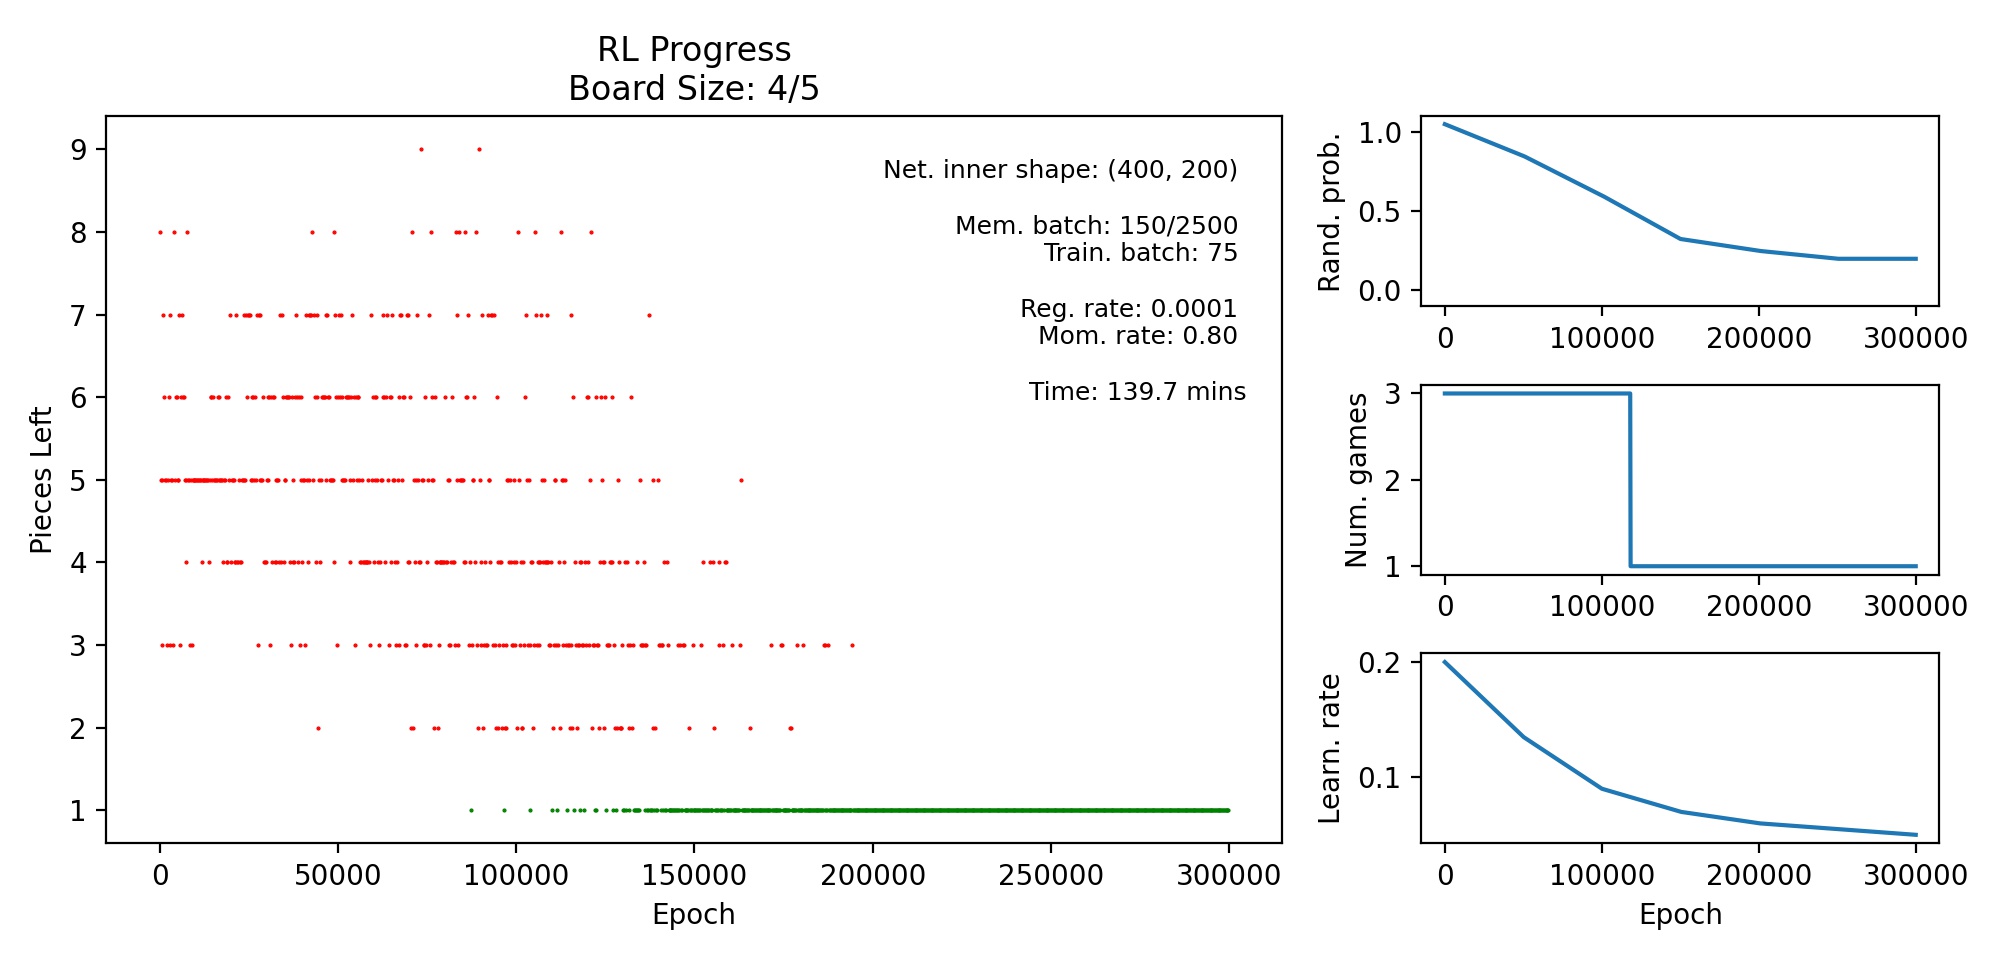 RL Progress
Board Size: 4/5
Pieces Left
9
8
7
6
5
4
3
2
1
Net. inner shape: (400, 200)
Mem. batch: 150/2500
Train. batch: 75
Reg. rate: 0.0001
Mom. rate: 0.80
Time: 139.7 mins
0 50000 100000 150000 200000 250000 300000
Epoch
Rand. prob.
1.0
0.5
0.0
0 100000 200000 300000
Num. games
3
2
1
0 100000 200000 300000
Learn. rate
0.2
0.1
0 100000 200000 300000
Epoch